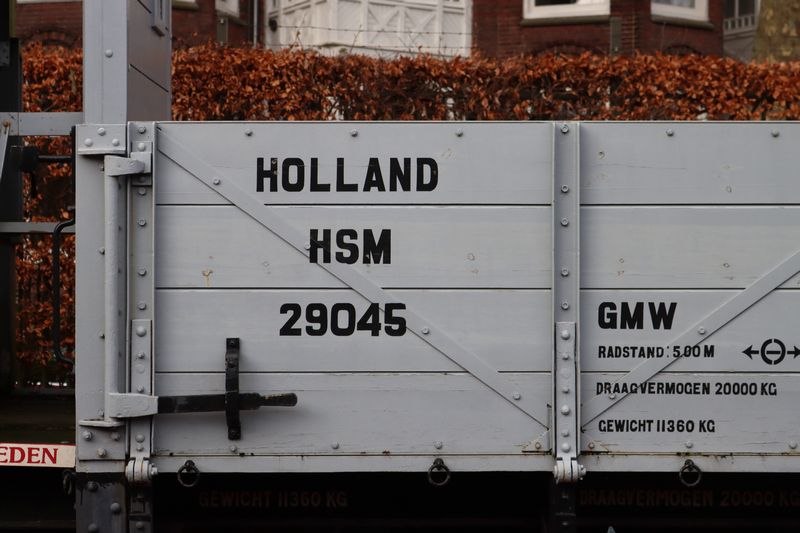 HOLLAND
HSM
29045
GMW
RADSTAND: 5.00 M
DRAAGVERMOGEN 20000 KG
GEWICHT 11360 KG
EDEN
GEWICHT 11360 KG
DRAAGVERMOGEN 20000 KG